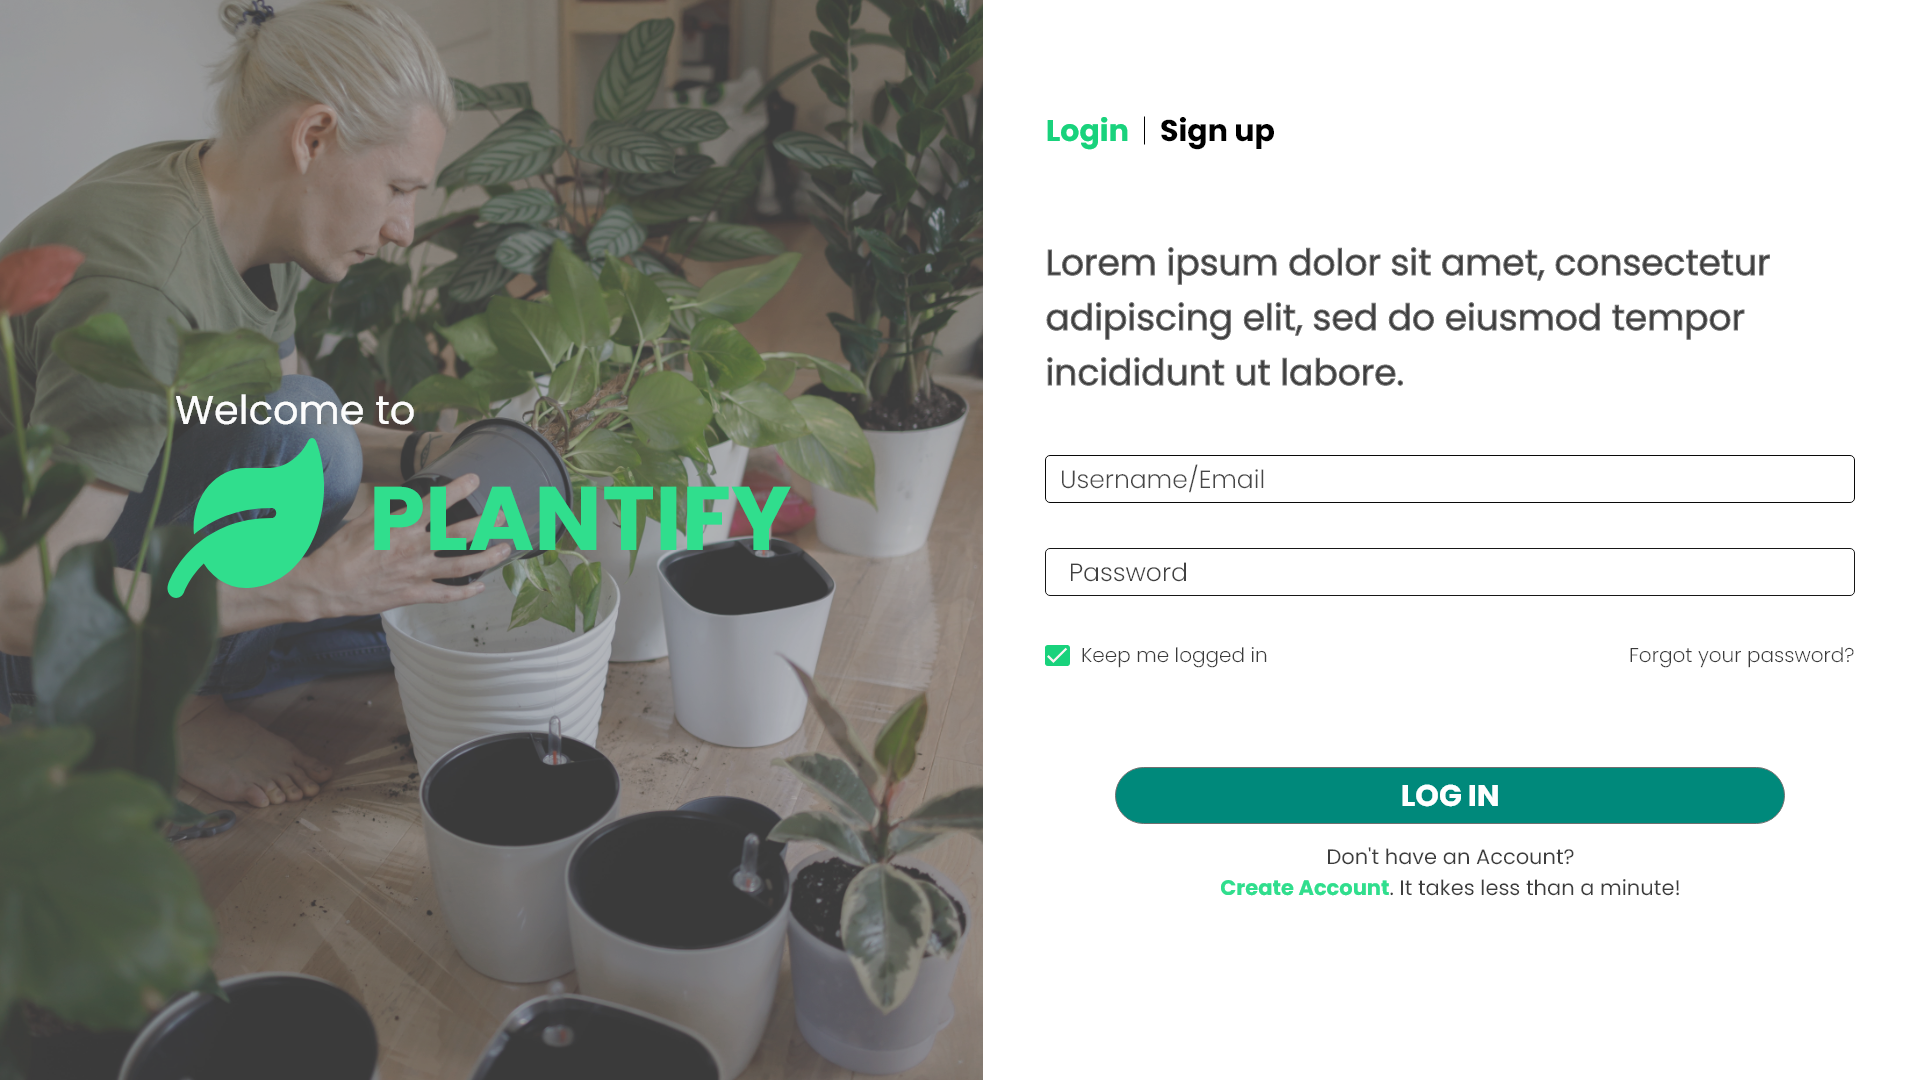 Welcome to
PLANTIFY
Login | Sign up
Lorem ipsum dolor sit amet, consectetur
adipiscing elit, sed do eiusmod tempor
incididunt ut labore.
Username/Email
Password
Keep me logged in
Forgot your password?
LOG IN
Don't have an Account?
Create Account. It takes less than a minute!